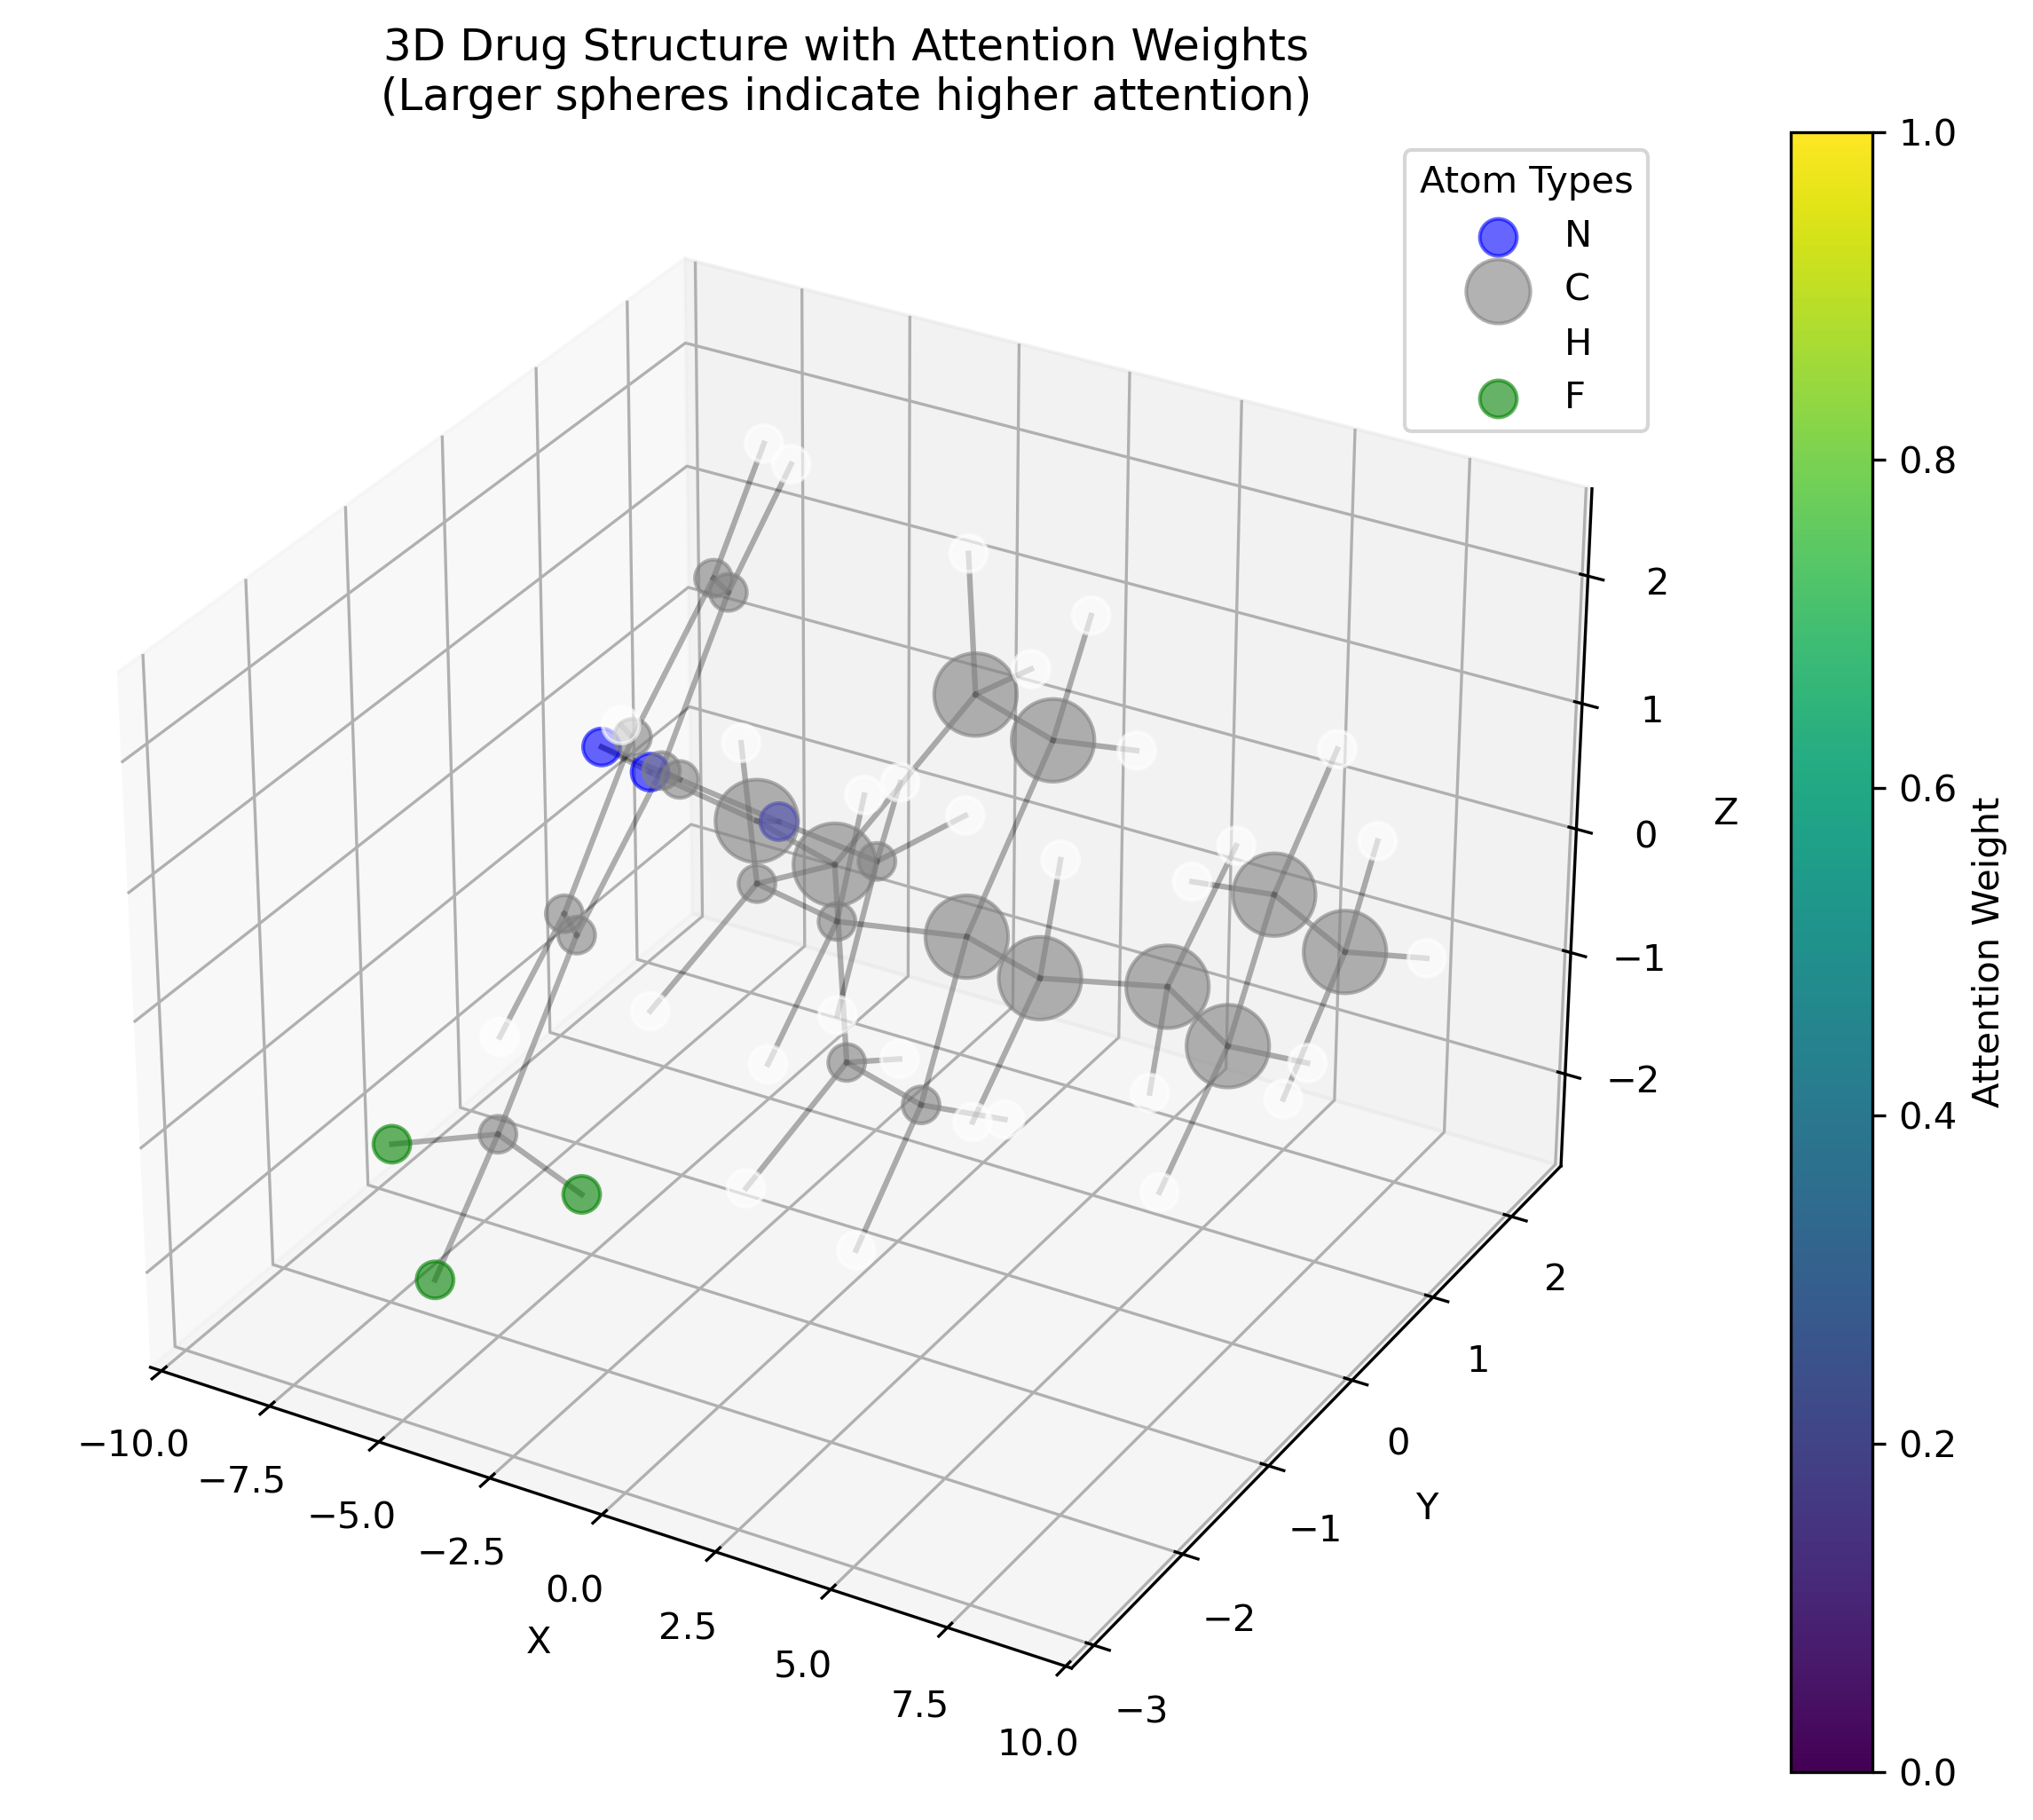 3D Drug Structure with Attention Weights
(Larger spheres indicate higher attention)
Atom Types
N
C
H
F
1.0
0.8
0.6
0.4
0.2
0.0
Attention Weight
2
1
0
−1
−2
Z
2
1
0
−1
−2
−3
Y
−10.0
−7.5
−5.0
−2.5
0.0
2.5
5.0
7.5
10.0
X